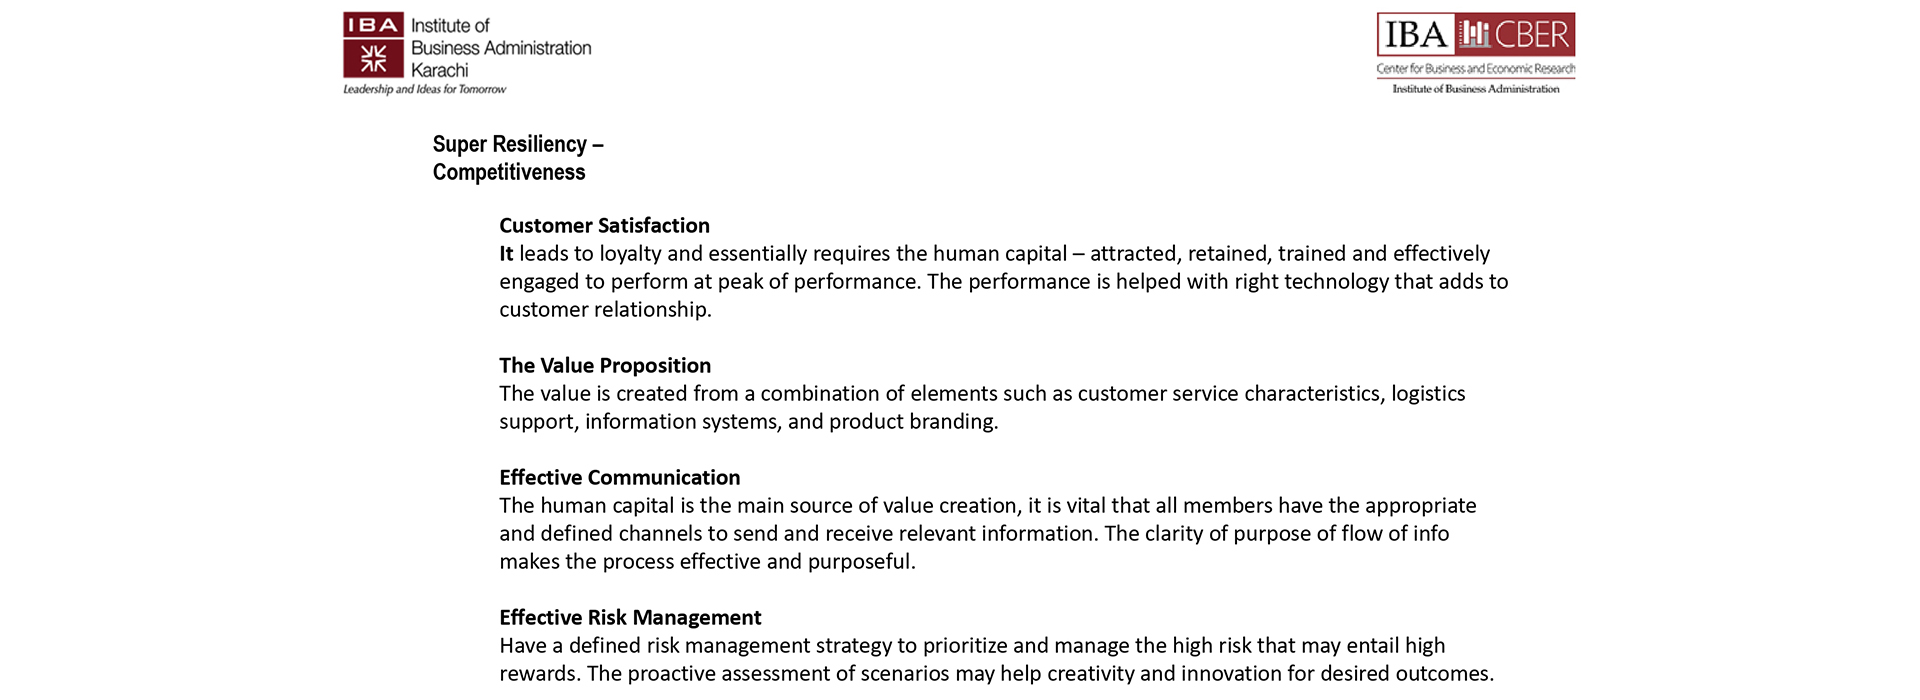 IBA
Institute of
Business Administration
Karachi
Leadership and Ideas for Tomorrow
IBA CBER
Center for Business and Economic Research
Institute of Business Administration
Super Resiliency –
Competitiveness
Customer Satisfaction
It leads to loyalty and essentially requires the human capital – attracted, retained, trained and effectively
engaged to perform at peak of performance. The performance is helped with right technology that adds to
customer relationship.
The Value Proposition
The value is created from a combination of elements such as customer service characteristics, logistics
support, information systems, and product branding.
Effective Communication
The human capital is the main source of value creation, it is vital that all members have the appropriate
and defined channels to send and receive relevant information. The clarity of purpose of flow of info
makes the process effective and purposeful.
Effective Risk Management
Have a defined risk management strategy to prioritize and manage the high risk that may entail high
rewards. The proactive assessment of scenarios may help creativity and innovation for desired outcomes.